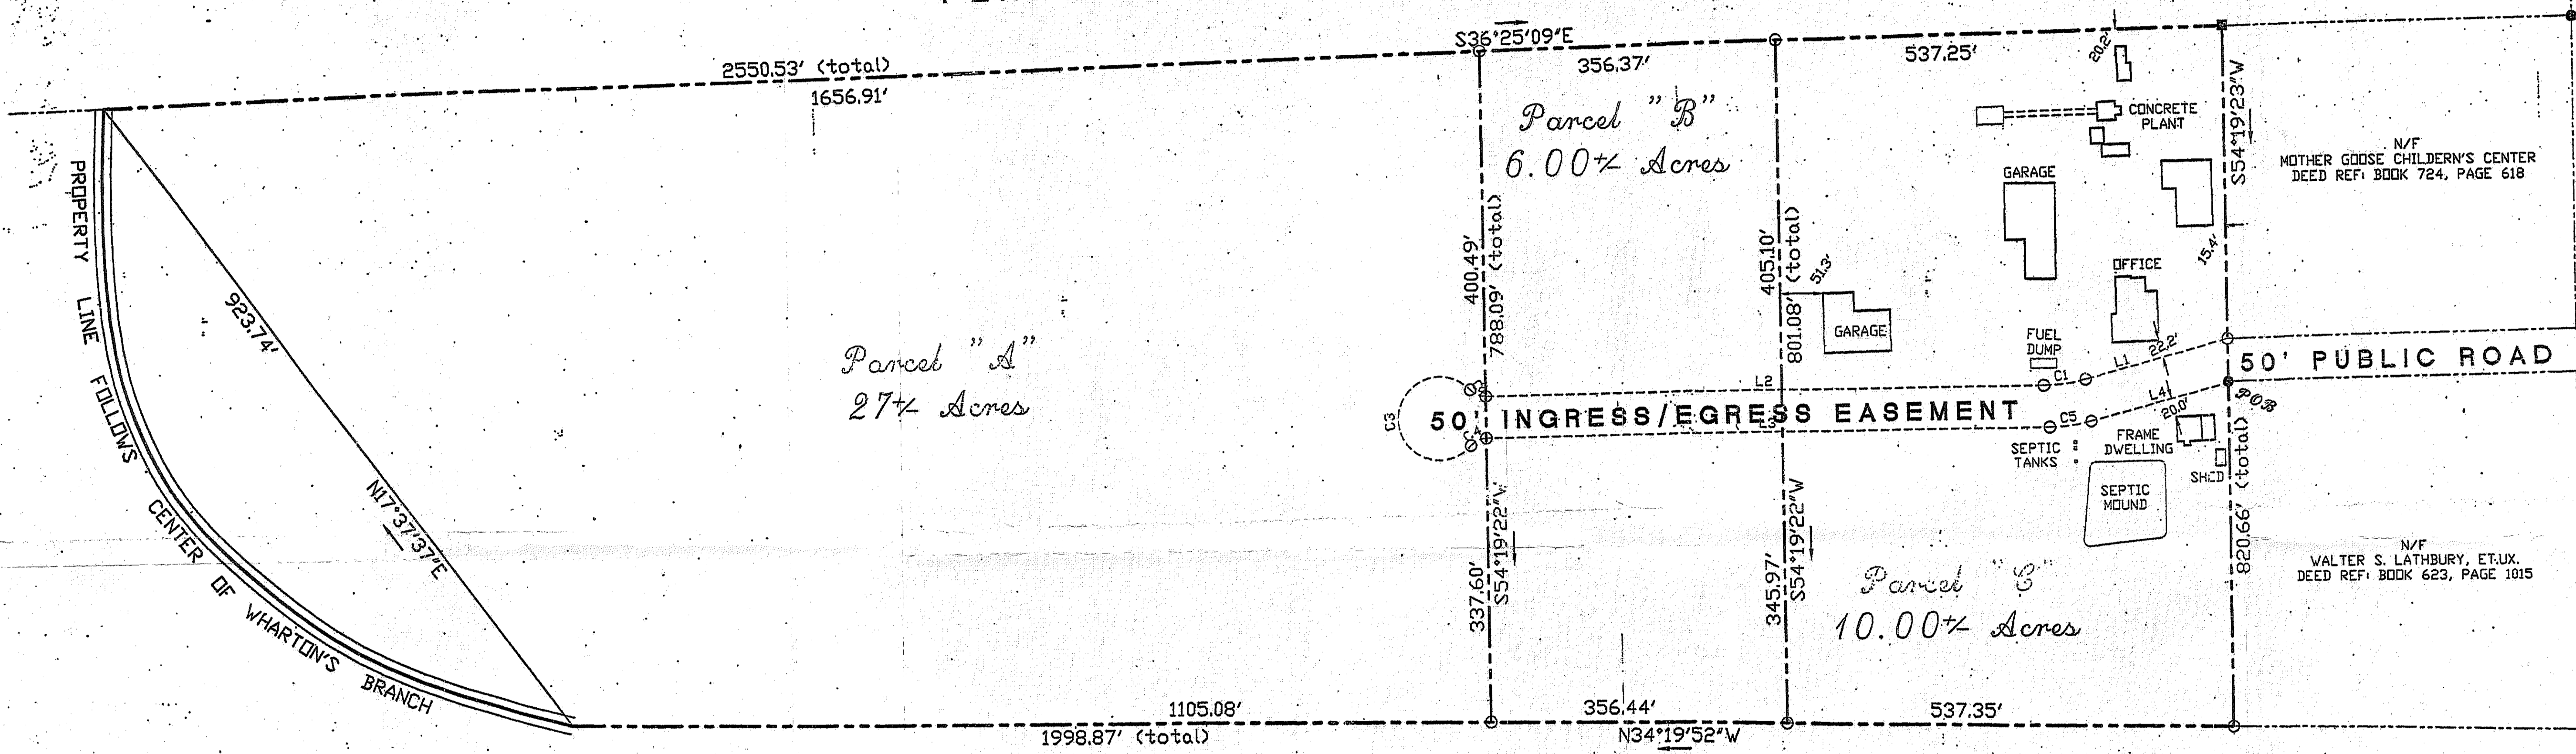 S36°25'09"E
2550.53' (total)
1656.91'
356.37'
537.25'
20.2'
Parcel "B"
6.00+/- Acres
CONCRETE
PLANT
GARAGE
S54°19'23"W
N/F
MOTHER GOOSE CHILDERN'S CENTER
DEED REF: BOOK 724, PAGE 618
PROPERTY LINE FOLLOWS CENTER OF WHARTON'S BRANCH
923.74'
N17°37'37"E
Parcel "A"
27+/- Acres
400.49'
788.09' (total)
405.10'
801.08' (total)
51.3'
GARAGE
OFFICE
15.4'
FUEL
DUMP
L1
22.2'
C1
L2
50' PUBLIC ROAD
C3
C4
50' INGRESS/EGRESS EASEMENT
L3
C5
L4
20.0'
POB
SEPTIC
TANKS
FRAME
DWELLING
SHED
SEPTIC
MOUND
820.66' (total)
337.60'
S54°19'22"W
345.97'
S54°19'22"W
Parcel "C"
10.00+/- Acres
N/F
WALTER S. LATHBURY, ET.UX.
DEED REF: BOOK 623, PAGE 1015
1105.08'
1998.87' (total)
356.44'
N34°19'52"W
537.35'